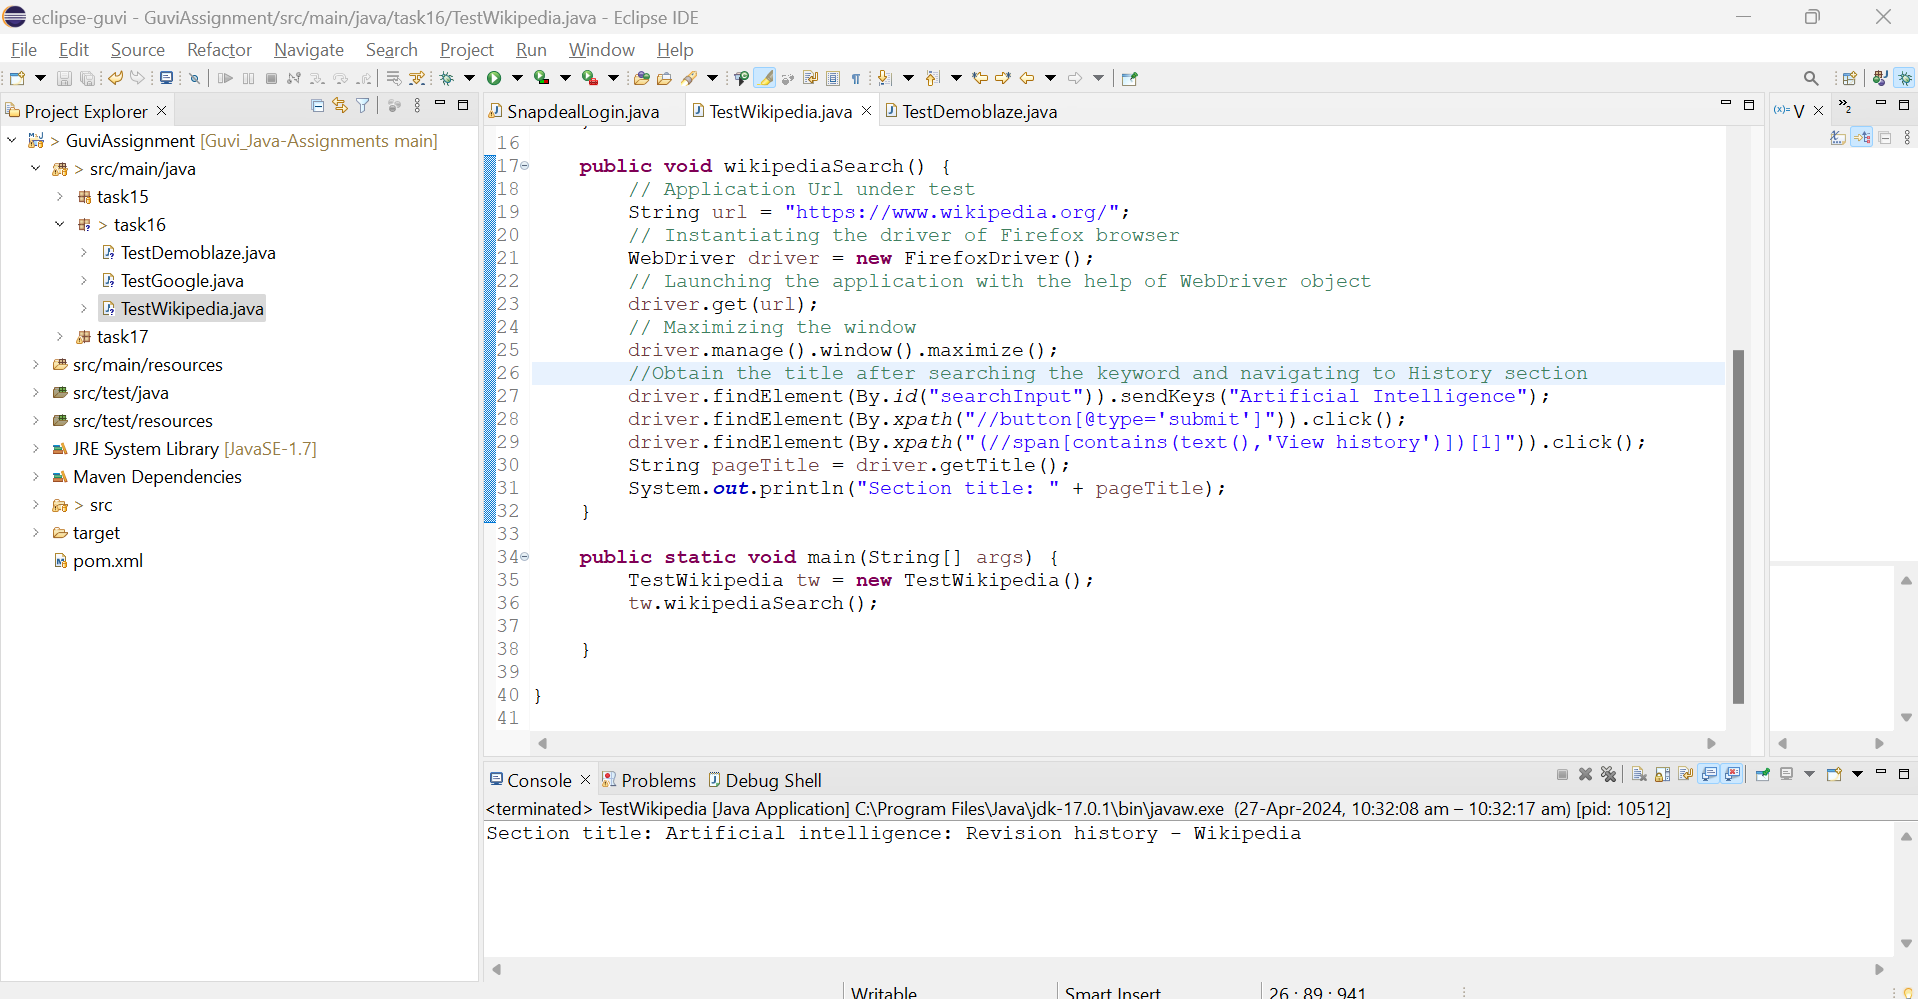 eclipse-guvi - GuviAssignment/src/main/java/task16/TestWikipedia.java - Eclipse IDE
File Edit Source Refactor Navigate Search Project Run Window Help
Project Explorer
> GuviAssignment [Guvi_Java-Assignments main]
> src/main/java
task15
> task16
TestDemoblaze.java
TestGoogle.java
TestWikipedia.java
task17
src/main/resources
src/test/java
src/test/resources
JRE System Library [JavaSE-1.7]
Maven Dependencies
> src
target
pom.xml
SnapdealLogin.java TestWikipedia.java TestDemoblaze.java
16
17 public void wikipediaSearch() {
18 // Application Url under test
19 String url = "https://www.wikipedia.org/";
20 // Instantiating the driver of Firefox browser
21 WebDriver driver = new FirefoxDriver();
22 // Launching the application with the help of WebDriver object
23 driver.get(url);
24 // Maximizing the window
25 driver.manage().window().maximize();
26 //Obtain the title after searching the keyword and navigating to History section
27 driver.findElement(By.id("searchInput")).sendKeys("Artificial Intelligence");
28 driver.findElement(By.xpath("//button[@type='submit']")).click();
29 driver.findElement(By.xpath("(//span[contains(text(),'View history')])[1]")).click();
30 String pageTitle = driver.getTitle();
31 System.out.println("Section title: " + pageTitle);
32 }
33
34 public static void main(String[] args) {
35 TestWikipedia tw = new TestWikipedia();
36 tw.wikipediaSearch();
37
38 }
39
40 }
41
(x)= V »2
Console Problems Debug Shell
<terminated> TestWikipedia [Java Application] C:\Program Files\Java\jdk-17.0.1\bin\javaw.exe (27-Apr-2024, 10:32:08 am – 10:32:17 am) [pid: 10512]
Section title: Artificial intelligence: Revision history - Wikipedia
Writable Smart Insert 26 : 89 : 941